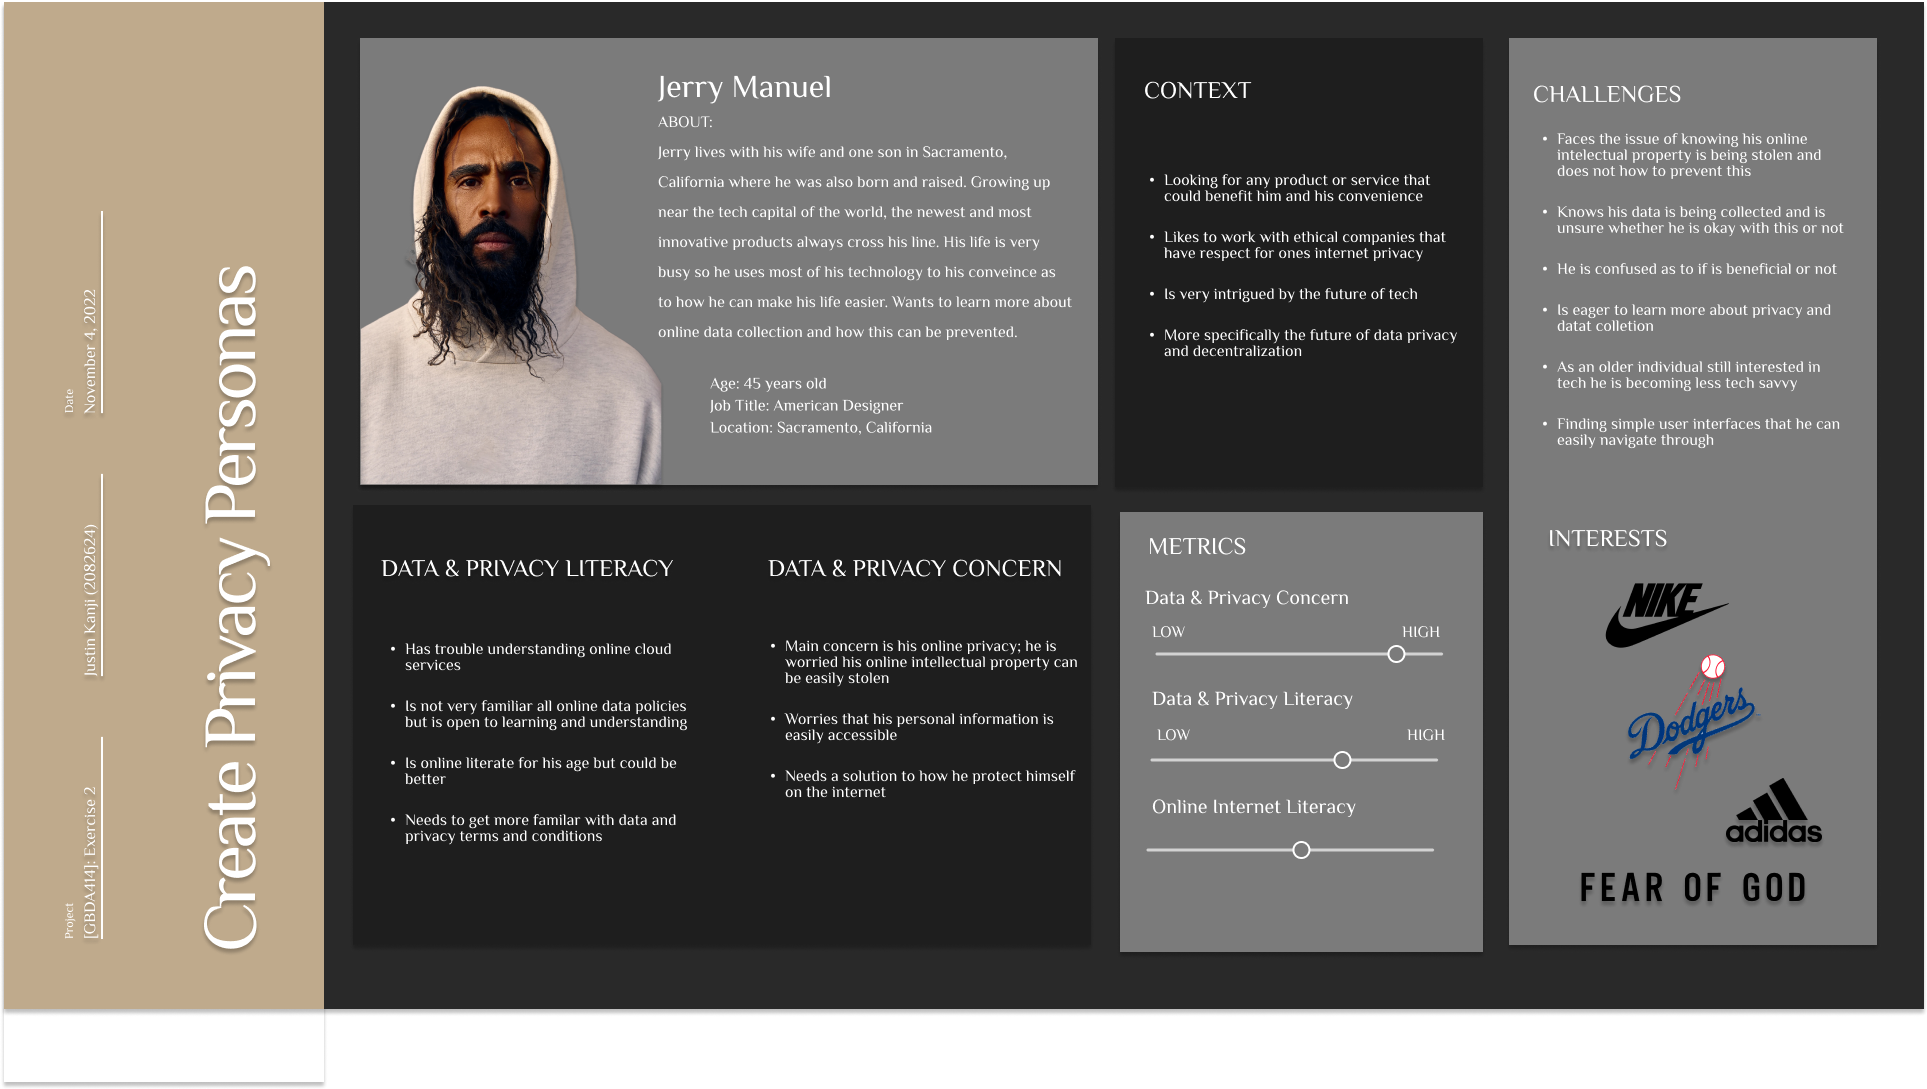 Create Privacy Personas
Project
[GBDA414]: Exercise 2
Justin Kanji (2082624)
Date
November 4, 2022
Jerry Manuel
ABOUT:
Jerry lives with his wife and one son in Sacramento,
California where he was also born and raised. Growing up
near the tech capital of the world, the newest and most
innovative products always cross his line. His life is very
busy so he uses most of his technology to his conveince as
to how he can make his life easier. Wants to learn more about
online data collection and how this can be prevented.
Age: 45 years old
Job Title: American Designer
Location: Sacramento, California
CONTEXT
• Looking for any product or service that
could benefit him and his convenience
• Likes to work with ethical companies that
have respect for ones internet privacy
• Is very intrigued by the future of tech
• More specifically the future of data privacy
and decentralization
CHALLENGES
• Faces the issue of knowing his online
intelectual property is being stolen and
does not how to prevent this
• Knows his data is being collected and is
unsure whether he is okay with this or not
• He is confused as to if is beneficial or not
• Is eager to learn more about privacy and
datat colletion
• As an older individual still interested in
tech he is becoming less tech savvy
• Finding simple user interfaces that he can
easily navigate through
DATA & PRIVACY LITERACY
• Has trouble understanding online cloud
services
• Is not very familiar all online data policies
but is open to learning and understanding
• Is online literate for his age but could be
better
• Needs to get more familar with data and
privacy terms and conditions
DATA & PRIVACY CONCERN
• Main concern is his online privacy; he is
worried his online intellectual property can
be easily stolen
• Worries that his personal information is
easily accessible
• Needs a solution to how he protect himself
on the internet
METRICS
Data & Privacy Concern
LOW HIGH
Data & Privacy Literacy
LOW HIGH
Online Internet Literacy
INTERESTS
NIKE
Dodgers
adidas
FEAR OF GOD